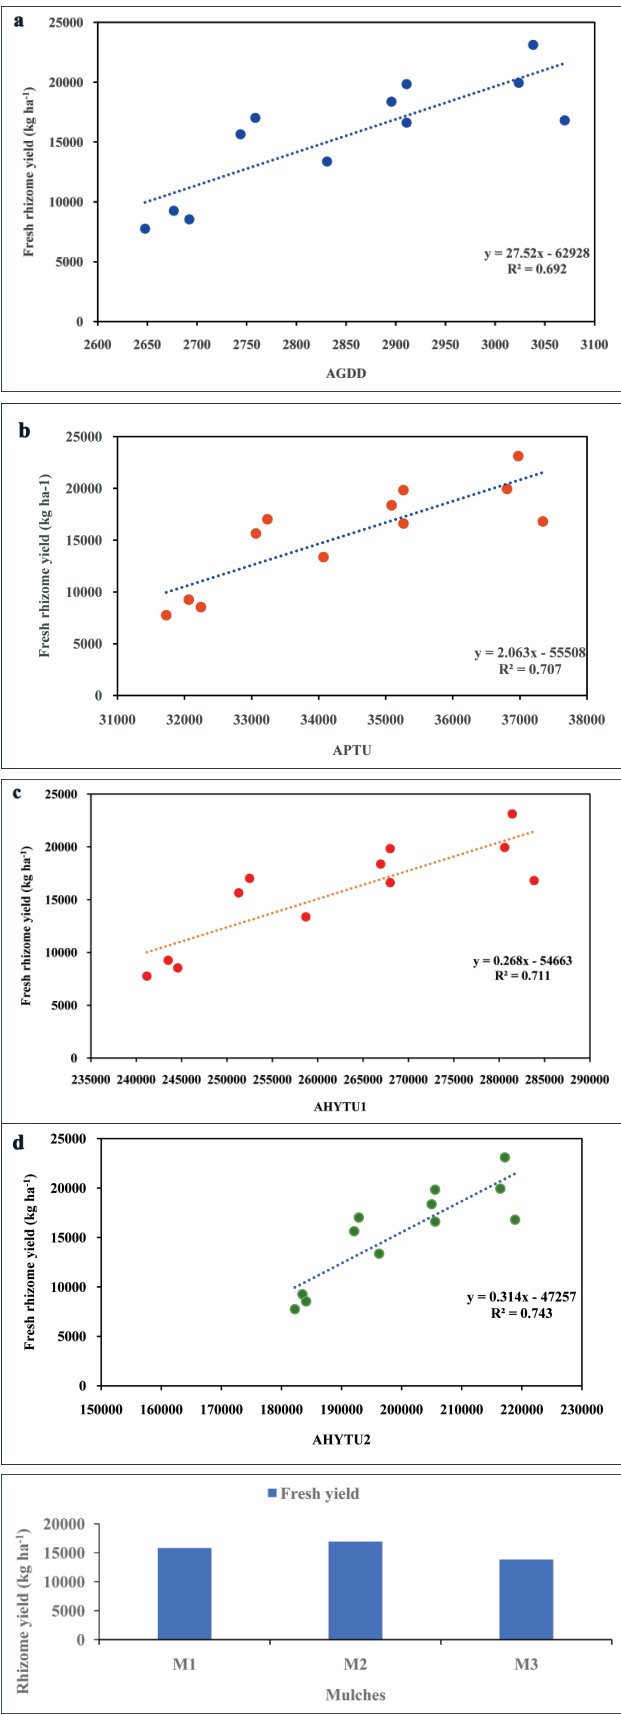 a
25000
20000
15000
10000
5000
0
Fresh rhizome yield (kg ha⁻¹)
y = 27.52x - 62928
R² = 0.692
2600 2650 2700 2750 2800 2850 2900 2950 3000 3050 3100
AGDD
b
25000
20000
15000
10000
5000
0
Fresh rhizome yield (kg ha-1)
y = 2.063x - 55508
R² = 0.707
31000 32000 33000 34000 35000 36000 37000 38000
APTU
c
25000
20000
15000
10000
5000
0
Fresh rhizome yield (kg ha⁻¹)
y = 0.268x - 54663
R² = 0.711
235000 240000 245000 250000 255000 260000 265000 270000 275000 280000 285000 290000
AHYTU1
d
25000
20000
15000
10000
5000
0
Fresh rhizome yield (kg ha⁻¹)
y = 0.314x - 47257
R² = 0.743
150000 160000 170000 180000 190000 200000 210000 220000 230000
AHYTU2
Fresh yield
20000
15000
10000
5000
0
Rhizome yield (kg ha⁻¹)
M1 M2 M3
Mulches